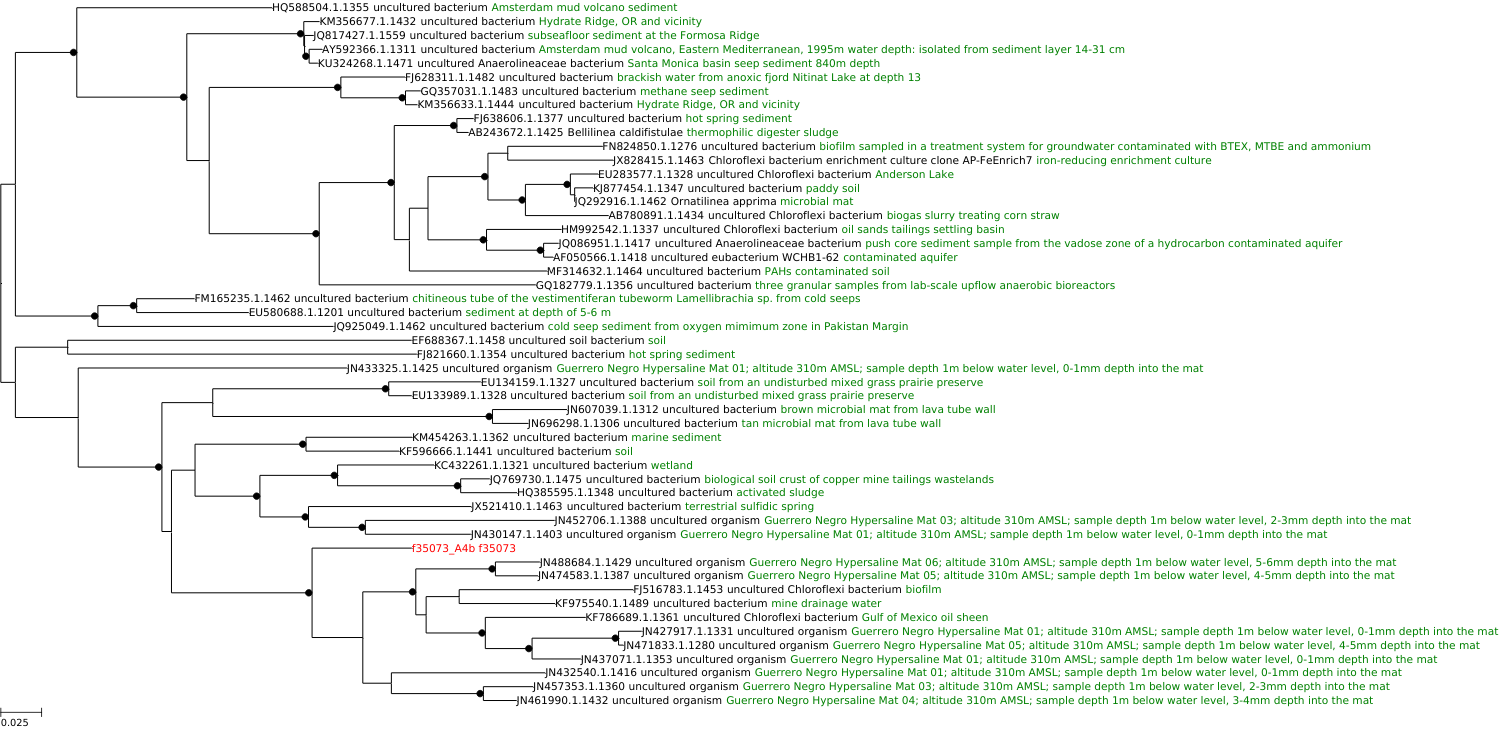 HQ588504.1.1355 uncultured bacterium Amsterdam mud volcano sediment
KM356677.1.1432 uncultured bacterium Hydrate Ridge, OR and vicinity
JQ817427.1.1559 uncultured bacterium subseafloor sediment at the Formosa Ridge
AY592366.1.1311 uncultured bacterium Amsterdam mud volcano, Eastern Mediterranean, 1995m water depth: isolated from sediment layer 14-31 cm
KU324268.1.1471 uncultured Anaerolineaceae bacterium Santa Monica basin seep sediment 840m depth
FJ628311.1.1482 uncultured bacterium brackish water from anoxic fjord Nitinat Lake at depth 13
GQ357031.1.1483 uncultured bacterium methane seep sediment
KM356633.1.1444 uncultured bacterium Hydrate Ridge, OR and vicinity
FJ638606.1.1377 uncultured bacterium hot spring sediment
AB243672.1.1425 Bellilinea caldifistulae thermophilic digester sludge
FN824850.1.1276 uncultured bacterium biofilm sampled in a treatment system for groundwater contaminated with BTEX, MTBE and ammonium
JX828415.1.1463 Chloroflexi bacterium enrichment culture clone AP-FeEnrich7 iron-reducing enrichment culture
EU283577.1.1328 uncultured Chloroflexi bacterium Anderson Lake
KJ877454.1.1347 uncultured bacterium paddy soil
JQ292916.1.1462 Ornatilinea apprima microbial mat
AB780891.1.1434 uncultured Chloroflexi bacterium biogas slurry treating corn straw
HM992542.1.1337 uncultured Chloroflexi bacterium oil sands tailings settling basin
JQ086951.1.1417 uncultured Anaerolineaceae bacterium push core sediment sample from the vadose zone of a hydrocarbon contaminated aquifer
AF050566.1.1418 uncultured eubacterium WCHB1-62 contaminated aquifer
MF314632.1.1464 uncultured bacterium PAHs contaminated soil
GQ182779.1.1356 uncultured bacterium three granular samples from lab-scale upflow anaerobic bioreactors
FM165235.1.1462 uncultured bacterium chitineous tube of the vestimentiferan tubeworm Lamellibrachia sp. from cold seeps
EU580688.1.1201 uncultured bacterium sediment at depth of 5-6 m
JQ925049.1.1462 uncultured bacterium cold seep sediment from oxygen mimimum zone in Pakistan Margin
EF688367.1.1458 uncultured soil bacterium soil
FJ821660.1.1354 uncultured bacterium hot spring sediment
JN433325.1.1425 uncultured organism Guerrero Negro Hypersaline Mat 01; altitude 310m AMSL; sample depth 1m below water level, 0-1mm depth into the mat
EU134159.1.1327 uncultured bacterium soil from an undisturbed mixed grass prairie preserve
EU133989.1.1328 uncultured bacterium soil from an undisturbed mixed grass prairie preserve
JN607039.1.1312 uncultured bacterium brown microbial mat from lava tube wall
JN696298.1.1306 uncultured bacterium tan microbial mat from lava tube wall
KM454263.1.1362 uncultured bacterium marine sediment
KF596666.1.1441 uncultured bacterium soil
KC432261.1.1321 uncultured bacterium wetland
JQ769730.1.1475 uncultured bacterium biological soil crust of copper mine tailings wastelands
HQ385595.1.1348 uncultured bacterium activated sludge
JX521410.1.1463 uncultured bacterium terrestrial sulfidic spring
JN452706.1.1388 uncultured organism Guerrero Negro Hypersaline Mat 03; altitude 310m AMSL; sample depth 1m below water level, 2-3mm depth into the mat
JN430147.1.1403 uncultured organism Guerrero Negro Hypersaline Mat 01; altitude 310m AMSL; sample depth 1m below water level, 0-1mm depth into the mat
f35073_A4b f35073
JN488684.1.1429 uncultured organism Guerrero Negro Hypersaline Mat 06; altitude 310m AMSL; sample depth 1m below water level, 5-6mm depth into the mat
JN474583.1.1387 uncultured organism Guerrero Negro Hypersaline Mat 05; altitude 310m AMSL; sample depth 1m below water level, 4-5mm depth into the mat
FJ516783.1.1453 uncultured Chloroflexi bacterium biofilm
KF975540.1.1489 uncultured bacterium mine drainage water
KF786689.1.1361 uncultured Chloroflexi bacterium Gulf of Mexico oil sheen
JN427917.1.1331 uncultured organism Guerrero Negro Hypersaline Mat 01; altitude 310m AMSL; sample depth 1m below water level, 0-1mm depth into the mat
JN471833.1.1280 uncultured organism Guerrero Negro Hypersaline Mat 05; altitude 310m AMSL; sample depth 1m below water level, 4-5mm depth into the mat
JN437071.1.1353 uncultured organism Guerrero Negro Hypersaline Mat 01; altitude 310m AMSL; sample depth 1m below water level, 0-1mm depth into the mat
JN432540.1.1416 uncultured organism Guerrero Negro Hypersaline Mat 01; altitude 310m AMSL; sample depth 1m below water level, 0-1mm depth into the mat
JN457353.1.1360 uncultured organism Guerrero Negro Hypersaline Mat 03; altitude 310m AMSL; sample depth 1m below water level, 2-3mm depth into the mat
JN461990.1.1432 uncultured organism Guerrero Negro Hypersaline Mat 04; altitude 310m AMSL; sample depth 1m below water level, 3-4mm depth into the mat
0.025